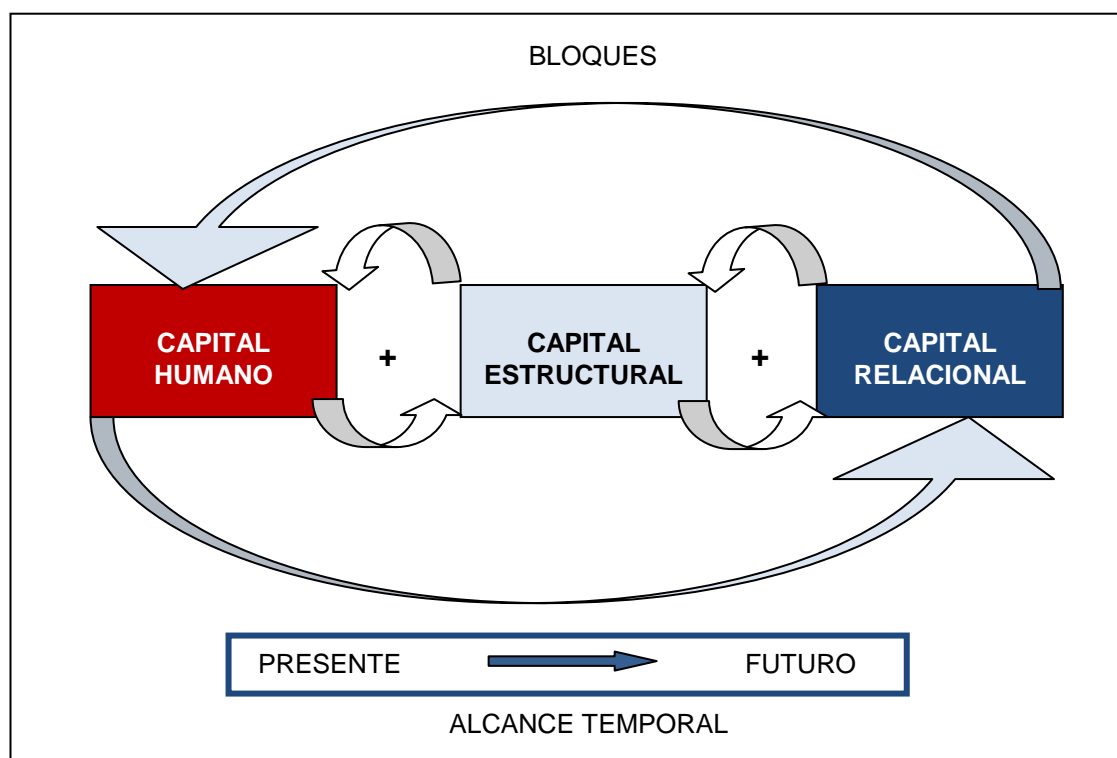 BLOQUES
CAPITAL
HUMANO
+
CAPITAL
ESTRUCTURAL
+
CAPITAL
RELACIONAL
PRESENTE
FUTURO
ALCANCE TEMPORAL